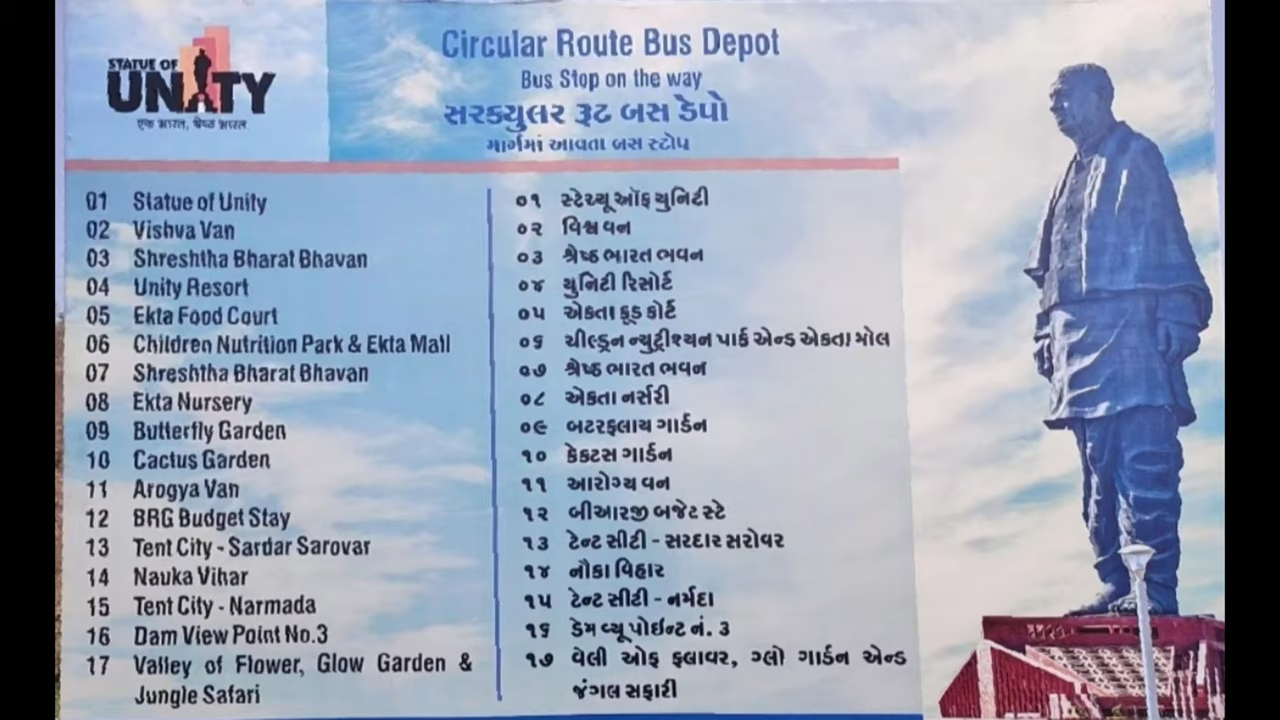 STATUE OF
UNITY
एक भारत, श्रेष्ठ भारत
Circular Route Bus Depot
Bus Stop on the way
સરક્યુલર રૂટ બસ ડેપો
માર્ગમાં આવતા બસ સ્ટોપ
01 Statue of Unity
02 Vishva Van
03 Shreshtha Bharat Bhavan
04 Unity Resort
05 Ekta Food Court
06 Children Nutrition Park & Ekta Mall
07 Shreshtha Bharat Bhavan
08 Ekta Nursery
09 Butterfly Garden
10 Cactus Garden
11 Arogya Van
12 BRG Budget Stay
13 Tent City - Sardar Sarovar
14 Nauka Vihar
15 Tent City - Narmada
16 Dam View Point No.3
17 Valley of Flower, Glow Garden &
Jungle Safari
૦૧ સ્ટેચ્યૂ ઑફ યુનિટી
૦૨ વિશ્વ વન
૦૩ શ્રેષ્ઠ ભારત ભવન
૦૪ યુનિટી રિસોર્ટ
૦૫ એકતા ફૂડ કોર્ટ
૦૬ ચીલ્ડ્રન ન્યુટ્રીશ્યન પાર્ક એન્ડ એકતા મોલ
૦૭ શ્રેષ્ઠ ભારત ભવન
૦૮ એકતા નર્સરી
૦૯ બટરફલાય ગાર્ડન
૧૦ કેકટસ ગાર્ડન
૧૧ આરોગ્ય વન
૧૨ બીઆરજી બજેટ સ્ટે
૧૩ ટેન્ટ સીટી - સરદાર સરોવર
૧૪ નૌકા વિહાર
૧૫ ટેન્ટ સીટી - નર્મદા
૧૬ ડેમ વ્યૂ પોઇન્ટ નં. ૩
૧૭ વેલી ઓફ ફલાવર, ગ્લો ગાર્ડન એન્ડ
જંગલ સફારી